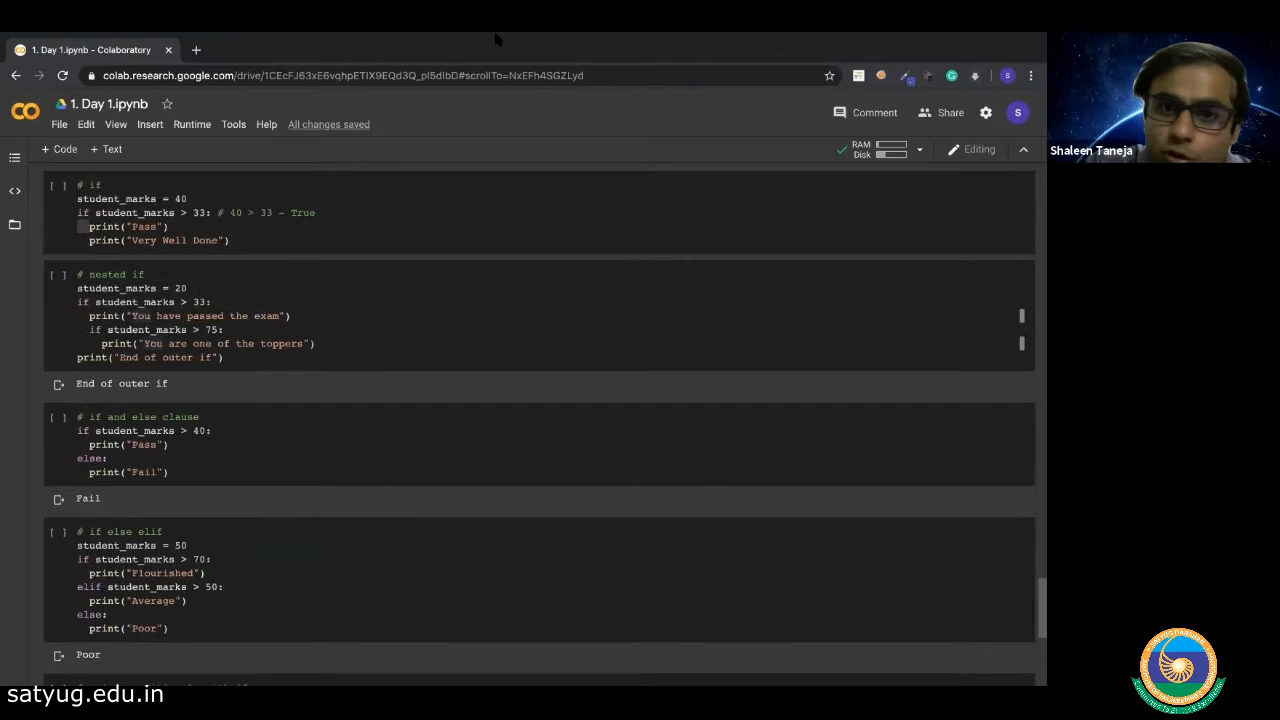 1. Day 1.ipynb - Colaboratory
colab.research.google.com/drive/1CEcFJ63xE6vqhpETIX9EQd3Q_pl5dIbD#scrollTo=NxEFh4SGZLyd
S
1. Day 1.ipynb
Comment
Share
S
File Edit View Insert Runtime Tools Help All changes saved
+ Code + Text
RAM
Disk
Editing
Shaleen Taneja
[ ] # if
student_marks = 40
if student_marks > 33: # 40 > 33 - True
print("Pass")
print("Very Well Done")
[ ] # nested if
student_marks = 20
if student_marks > 33:
print("You have passed the exam")
if student_marks > 75:
print("You are one of the toppers")
print("End of outer if")
End of outer if
[ ] # if and else clause
if student_marks > 40:
print("Pass")
else:
print("Fail")
Fail
[ ] # if else elif
student_marks = 50
if student_marks > 70:
print("Flourished")
elif student_marks > 50:
print("Average")
else:
print("Poor")
Poor
satyug.edu.in